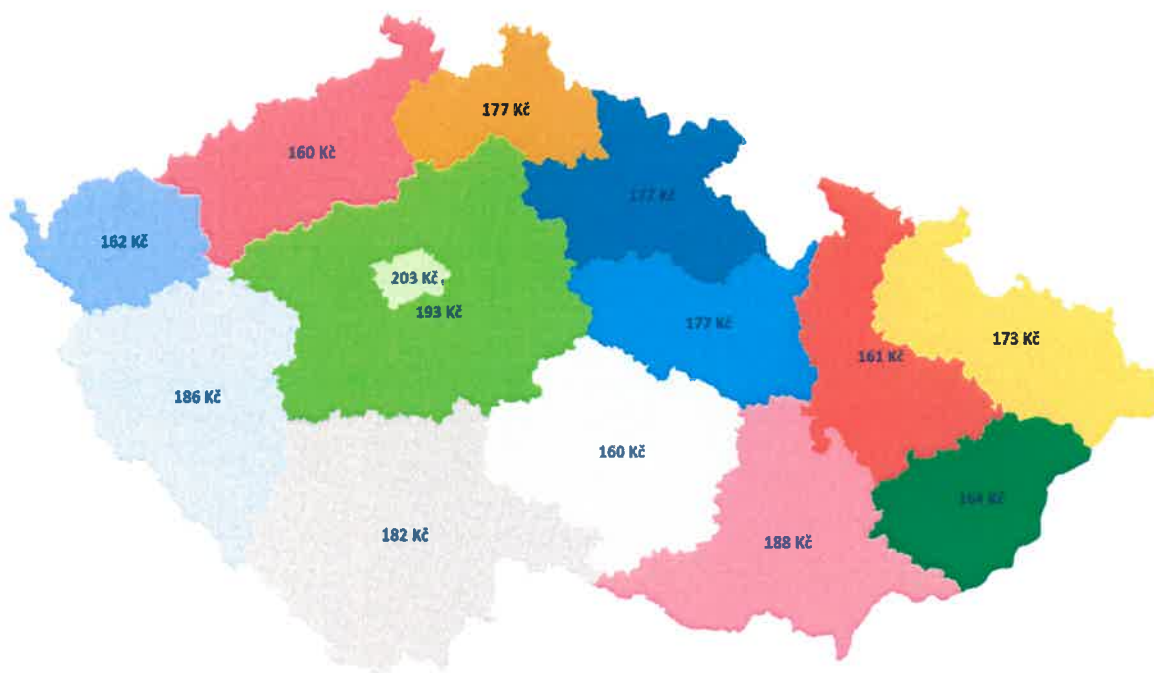 177 Kč
160 Kč
177 Kč
162 Kč
203 Kč
193 Kč
177 Kč
173 Kč
161 Kč
186 Kč
160 Kč
164 Kč
182 Kč
188 Kč